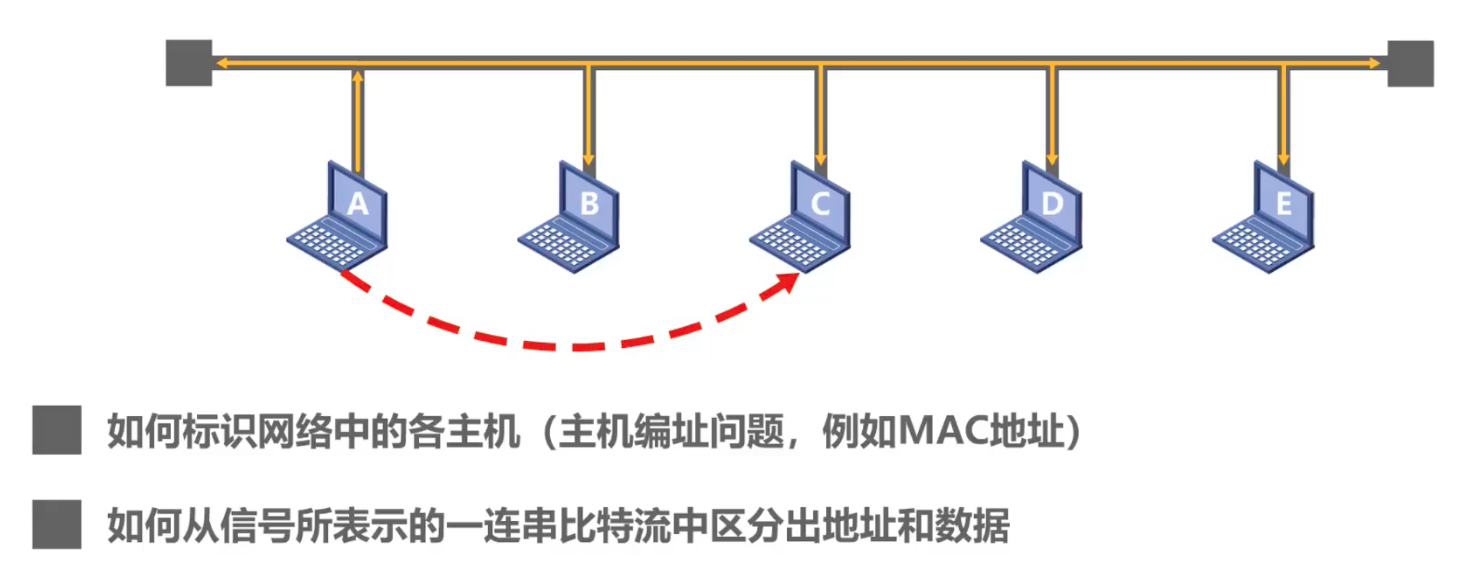 A
B
C
D
E
如何标识网络中的各主机（主机编址问题，例如MAC地址）
如何从信号所表示的一连串比特流中区分出地址和数据